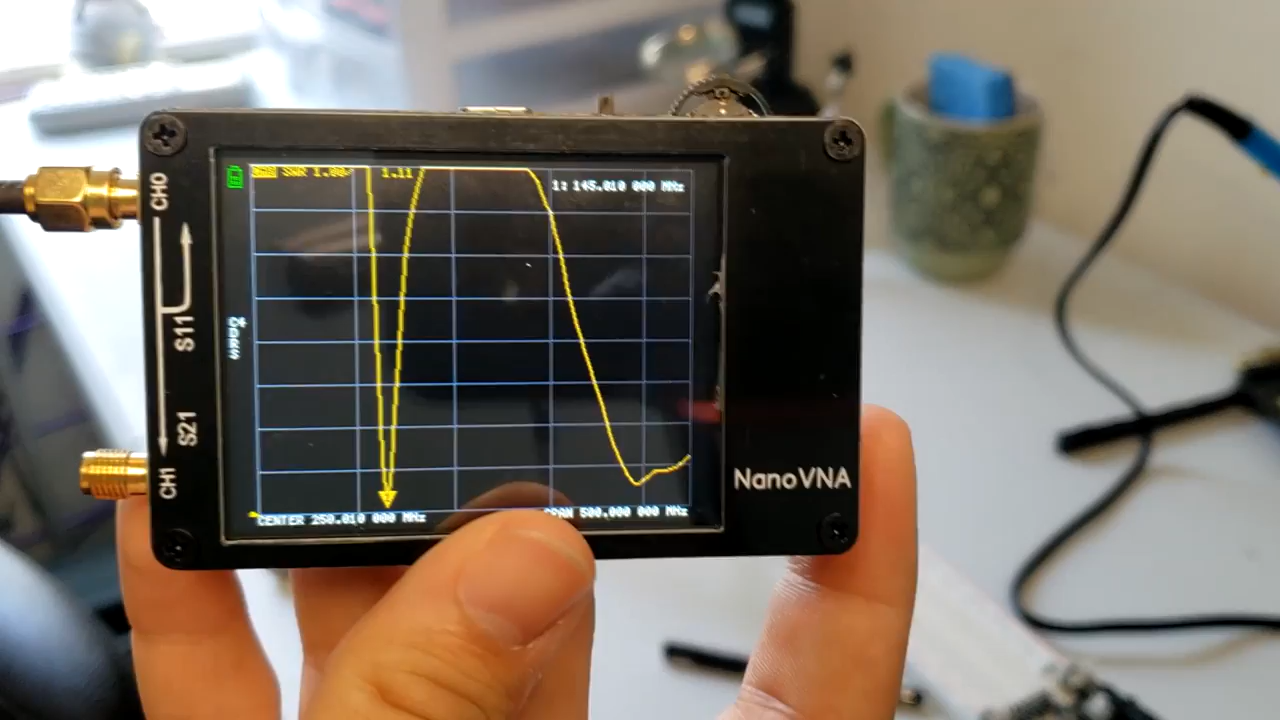 CH0
S11
S21
CH1
SWR 1.00/ 1.11
1: 145.010 000 MHz
CENTER 250.010 000 MHz
SPAN 500.000 000 MHz
NanoVNA